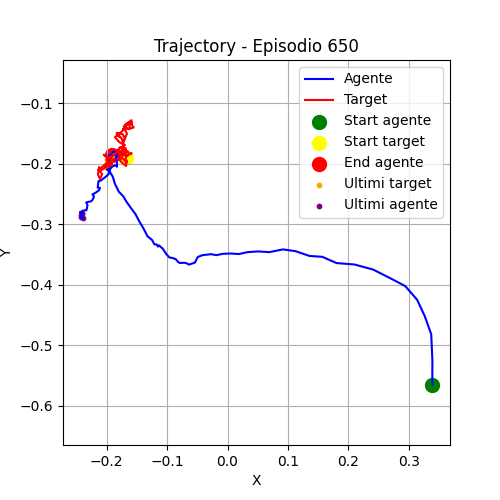 Trajectory - Episodio 650
Agente
Target
Start agente
Start target
End agente
Ultimi target
Ultimi agente
Y
−0.1
−0.2
−0.3
−0.4
−0.5
−0.6
−0.2
−0.1
0.0
0.1
0.2
0.3
X